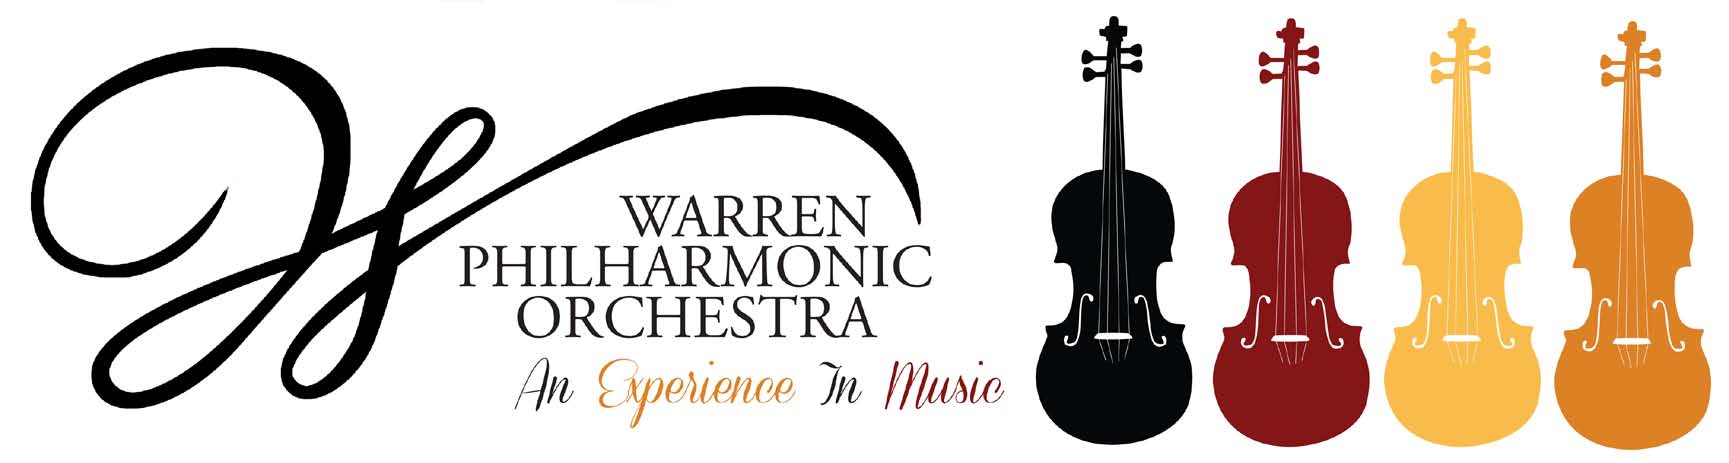 WARREN
PHILHARMONIC
ORCHESTRA
An Experience In Music